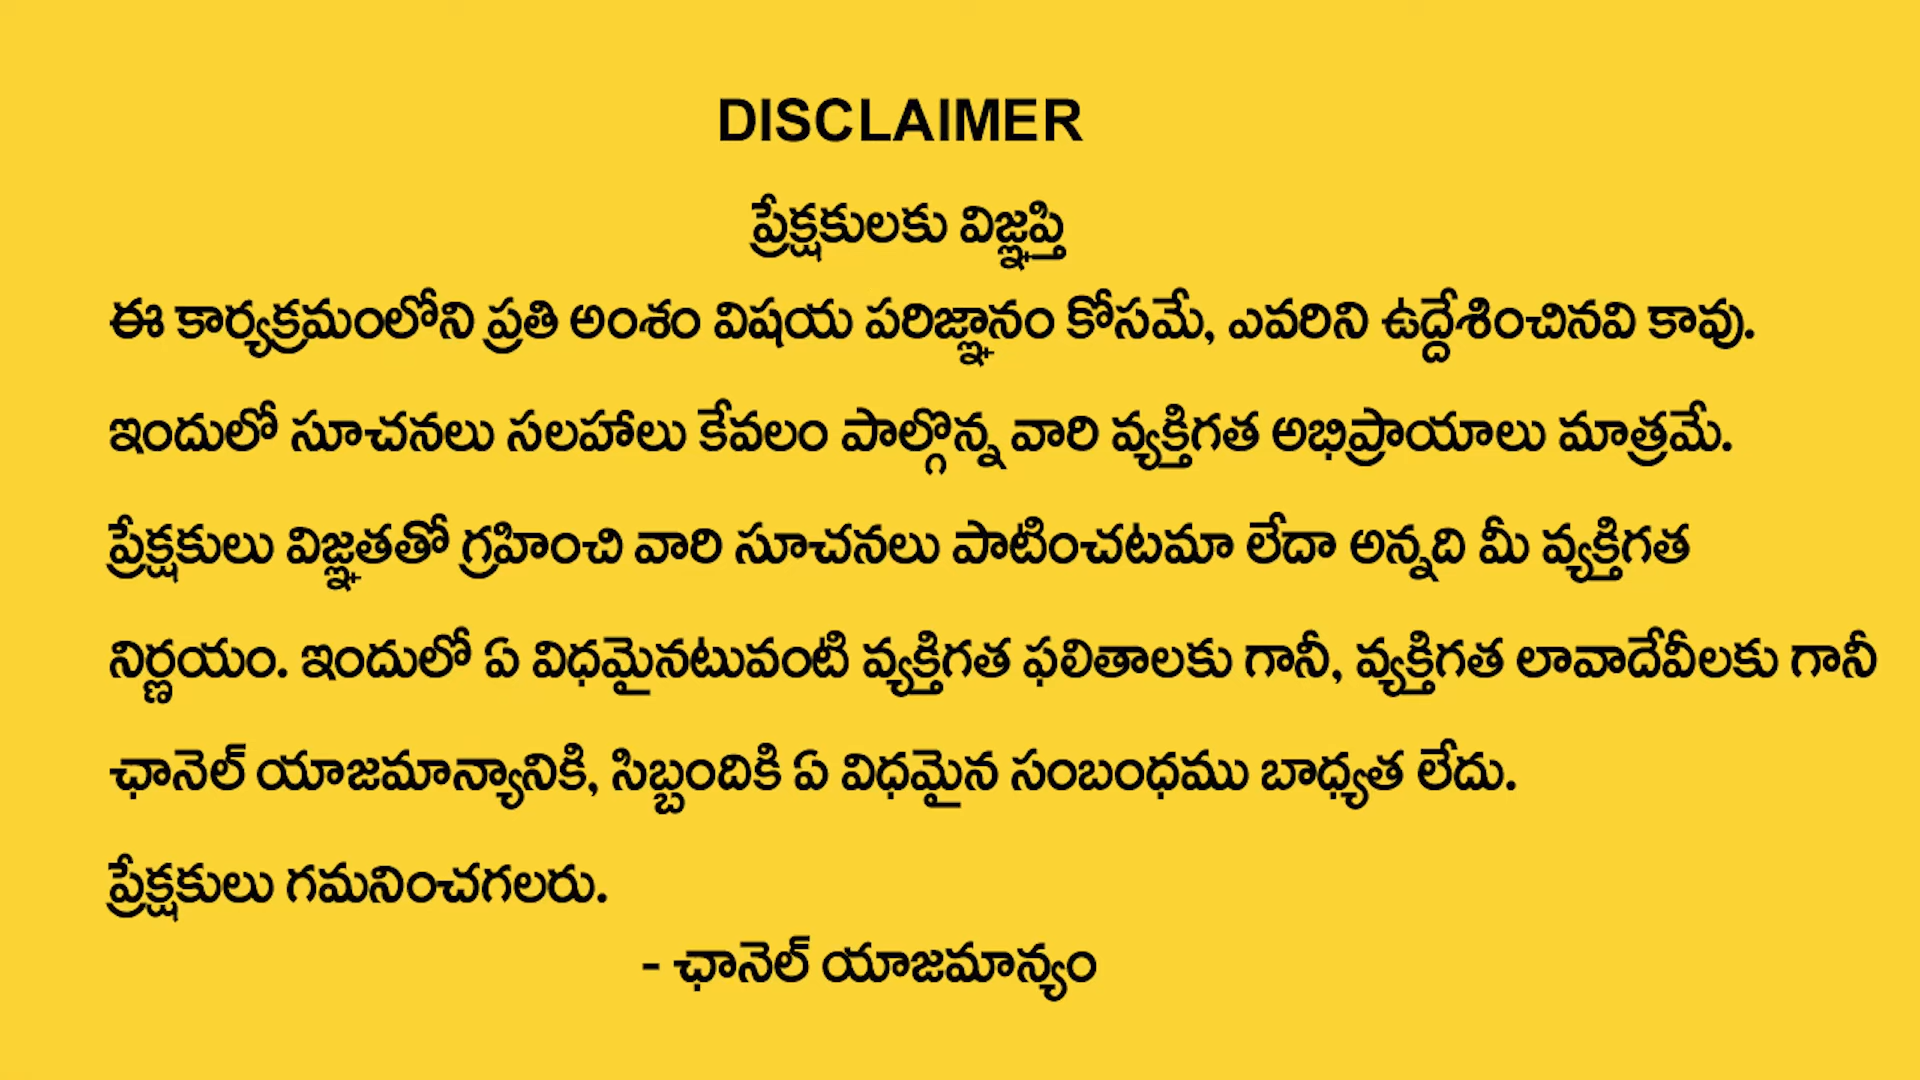 DISCLAIMER
ప్రేక్షకులకు విజ్ఞప్తి
ఈ కార్యక్రమంలోని ప్రతి అంశం విషయ పరిజ్ఞానం కోసమే, ఎవరిని ఉద్దేశించినవి కావు.
ఇందులో సూచనలు సలహాలు కేవలం పాల్గొన్న వారి వ్యక్తిగత అభిప్రాయాలు మాత్రమే.
ప్రేక్షకులు విజ్ఞతతో గ్రహించి వారి సూచనలు పాటించటమా లేదా అన్నది మీ వ్యక్తిగత
నిర్ణయం. ఇందులో ఏ విధమైనటువంటి వ్యక్తిగత ఫలితాలకు గానీ, వ్యక్తిగత లావాదేవీలకు గానీ
ఛానెల్ యాజమాన్యానికి, సిబ్బందికి ఏ విధమైన సంబంధము బాధ్యత లేదు.
ప్రేక్షకులు గమనించగలరు.
- ఛానెల్ యాజమాన్యం